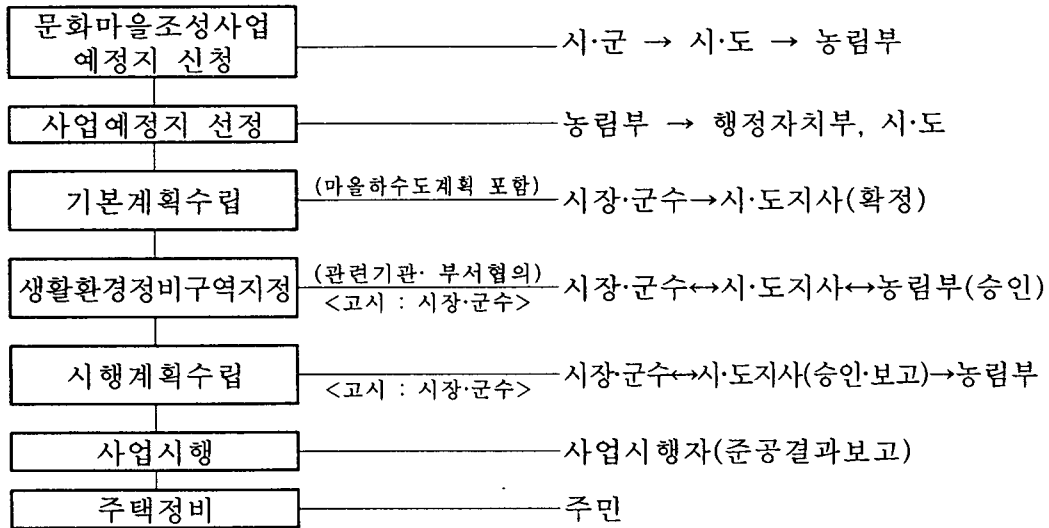 문화마을조성사업
예정지 신청
시·군 → 시·도 → 농림부
사업예정지 선정
농림부 → 행정자치부, 시·도
기본계획수립
(마을하수도계획 포함)
시장·군수→시·도지사(확정)
생활환경정비구역지정
(관련기관· 부서협의)
<고시 : 시장·군수>
시장·군수↔시·도지사↔농림부(승인)
시행계획수립
<고시 : 시장·군수>
시장·군수↔시·도지사(승인·보고)→농림부
사업시행
사업시행자(준공결과보고)
주택정비
주민